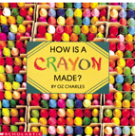 HOW IS A
CRAYON
MADE?
BY OZ CHARLES
SCHOLASTIC